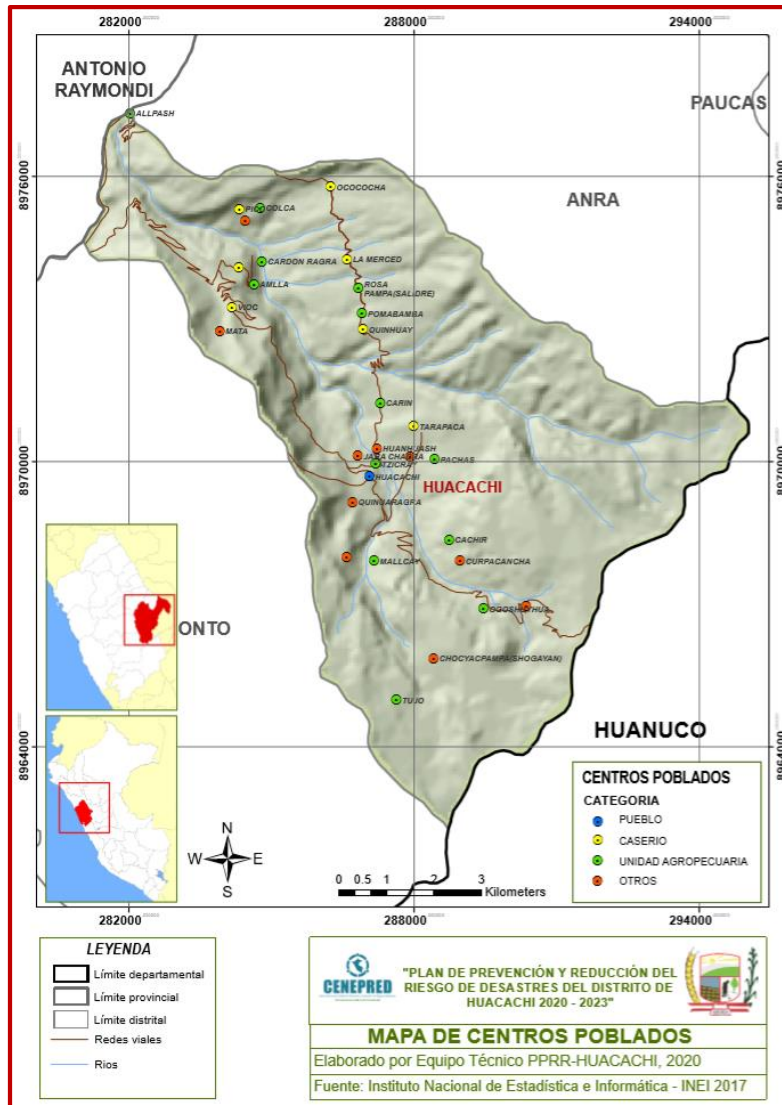 282000
288000
294000
ANTONIO
RAYMONDI
PAUCAS
ALLPASH
8976000
OCOCOCHA
COLCA
ANRA
CARDON RAGRA
LA MERCED
AMLLA
ROSA
PAMPA(SALIDRE)
VIOC
POMABAMBA
QUINHUAY
MATA
CARIN
TARAPACA
HUANHUASH
PACHAS
8970000
8970000
HUACACHI
HUACACHI
QUINUARAGRA
CACHIR
MALLCAY
CURPACANCHA
ONTO
CHOCYACPAMPA(SHOGAYAN)
TUJO
HUANUCO
8964000
8964000
CENTROS POBLADOS
CATEGORIA
PUEBLO
CASERIO
UNIDAD AGROPECUARIA
OTROS
N
W
E
S
0 0.5 1 2 3
Kilometers
282000
288000
294000
LEYENDA
Límite departamental
Límite provincial
Límite distrital
Redes viales
Rios
CENEPRED
"PLAN DE PREVENCIÓN Y REDUCCIÓN DEL
RIESGO DE DESASTRES DEL DISTRITO DE
HUACACHI 2020 - 2023"
MAPA DE CENTROS POBLADOS
Elaborado por Equipo Técnico PPRR-HUACACHI, 2020
Fuente: Instituto Nacional de Estadística e Informática - INEI 2017